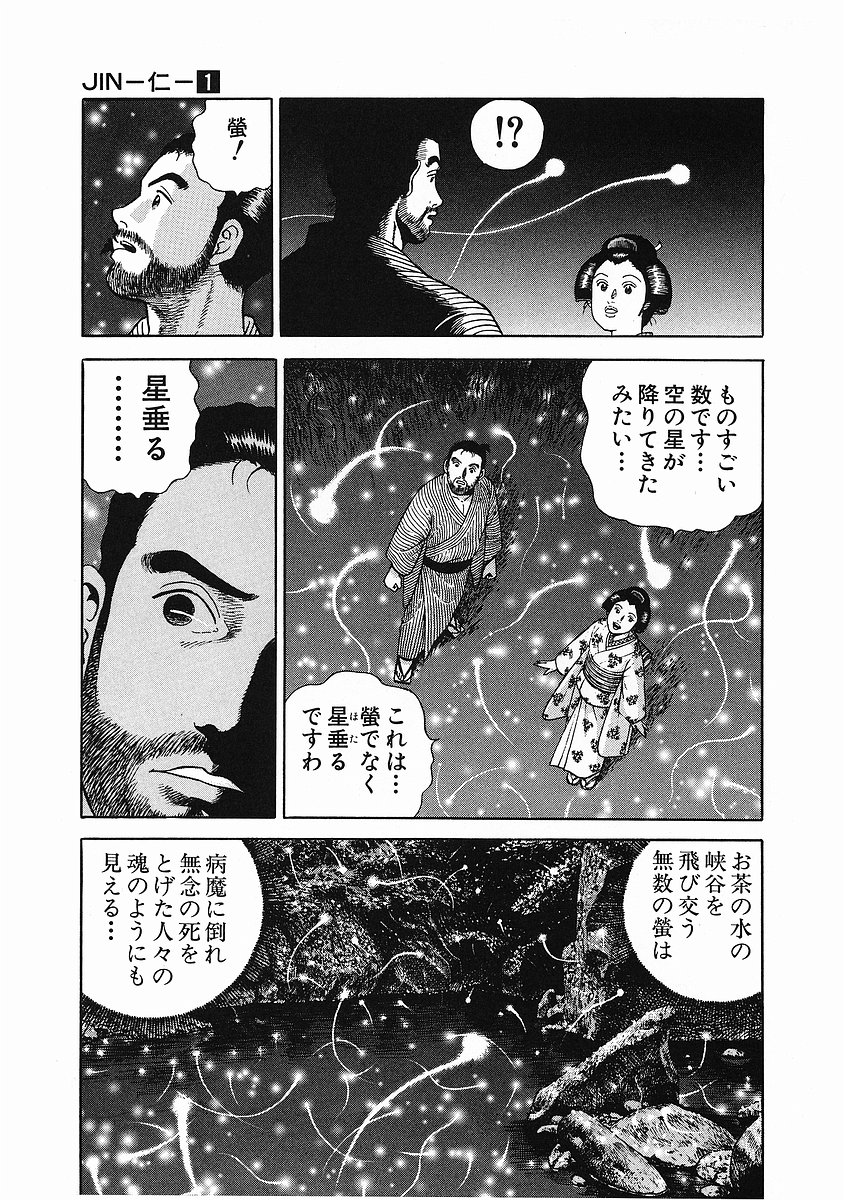 JIN－仁－1
!?
螢！
ものすごい
数です…
空の星が
降りてきた
みたい…
これは…
螢でなく
星垂る
ほた
ですわ
星垂る
………
お茶の水の
峡谷を
飛び交う
無数の螢は
病魔に倒れ
無念の死を
とげた人々の
魂のようにも
見える…